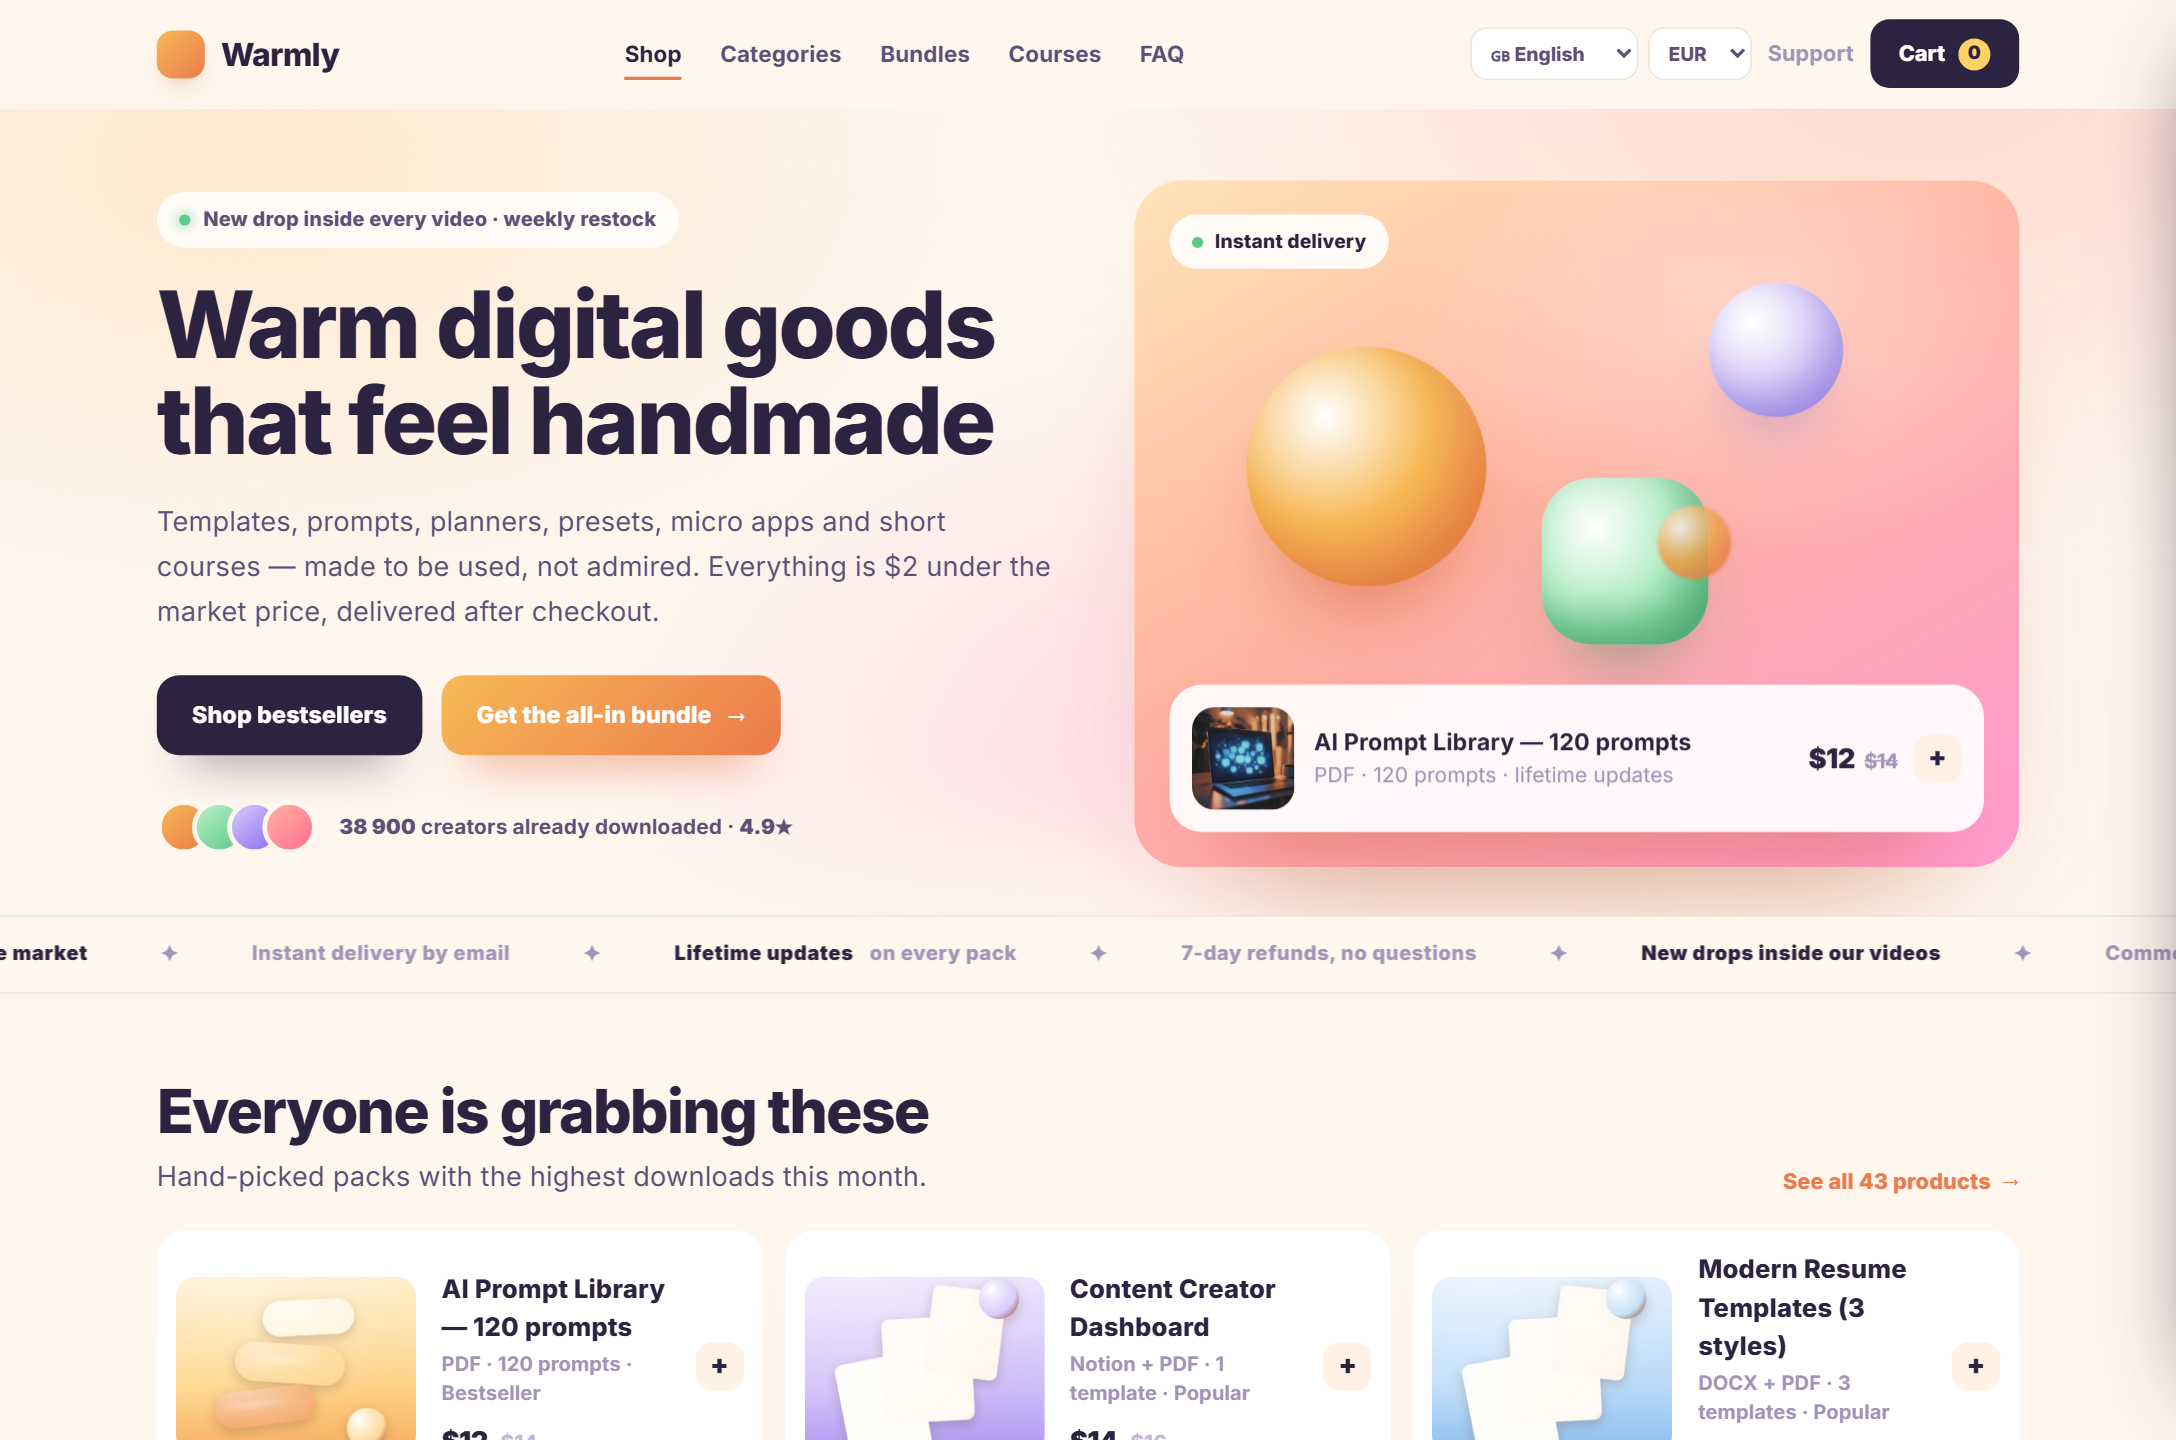 Warmly
Shop Categories Bundles Courses FAQ
GB English EUR Support Cart 0
New drop inside every video · weekly restock
Warm digital goods
that feel handmade
Templates, prompts, planners, presets, micro apps and short
courses — made to be used, not admired. Everything is $2 under the
market price, delivered after checkout.
Shop bestsellers
Get the all-in bundle →
38 900 creators already downloaded · 4.9★
Instant delivery
AI Prompt Library — 120 prompts
PDF · 120 prompts · lifetime updates
$12 $14 +
market ✦ Instant delivery by email ✦ Lifetime updates on every pack ✦ 7-day refunds, no questions ✦ New drops inside our videos ✦
Everyone is grabbing these
Hand-picked packs with the highest downloads this month.
See all 43 products →
AI Prompt Library
— 120 prompts
PDF · 120 prompts ·
Bestseller
$12 $14
+
Content Creator
Dashboard
Notion + PDF · 1
template · Popular
$14
+
Modern Resume
Templates (3
styles)
DOCX + PDF · 3
templates · Popular
+